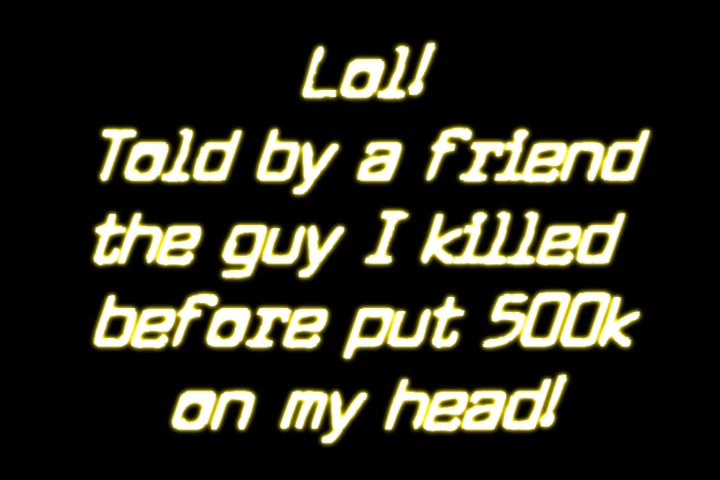 Lol!
Told by a friend
the guy I killed
before put 500k
on my head!